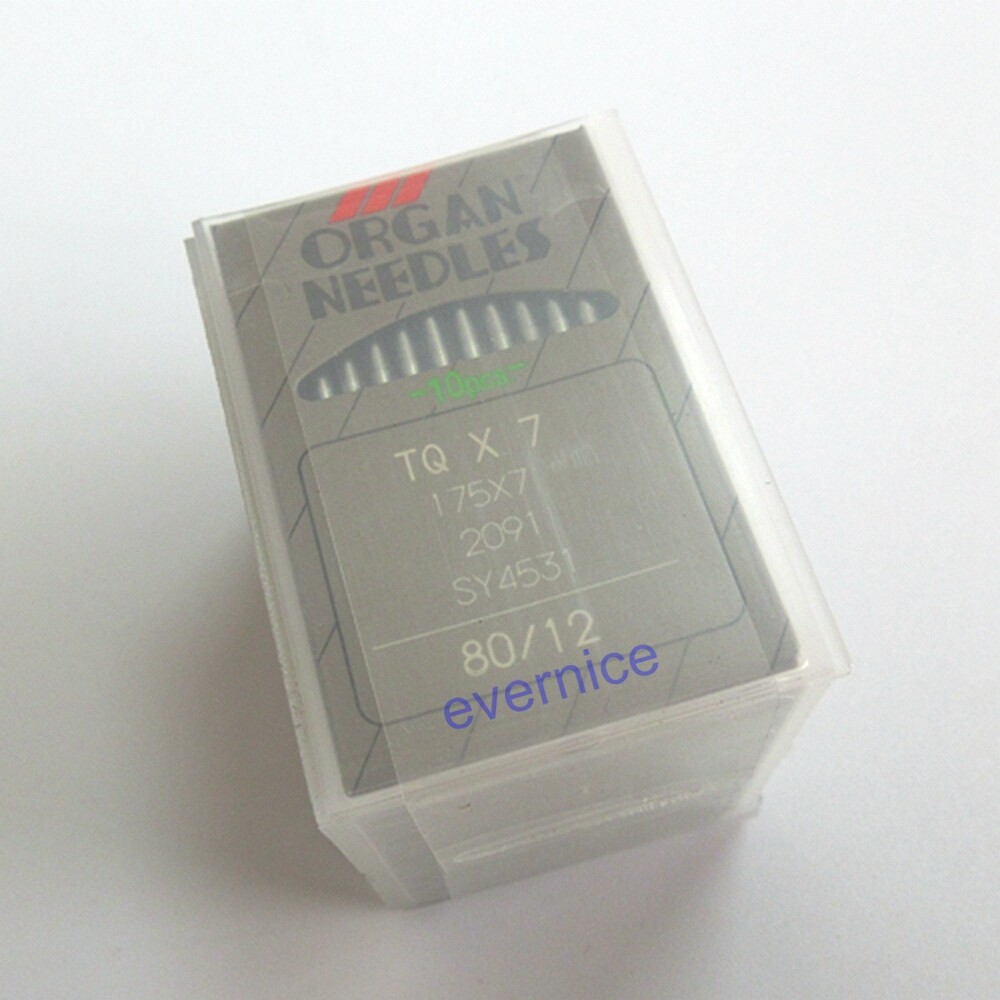 ORGAN
NEEDLES
-10pcs-
TQ X 7
175X7
2091
SY4531
80/12
evernice